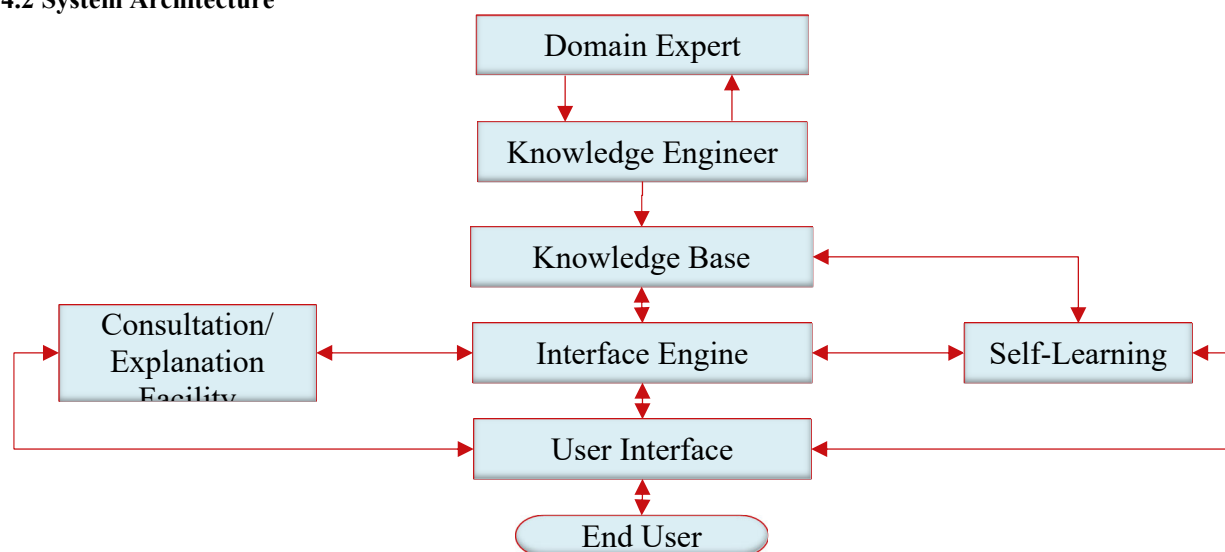 4.2 System Architecture
Domain Expert
Knowledge Engineer
Knowledge Base
Consultation/
Explanation
Facility
Interface Engine
Self-Learning
User Interface
End User